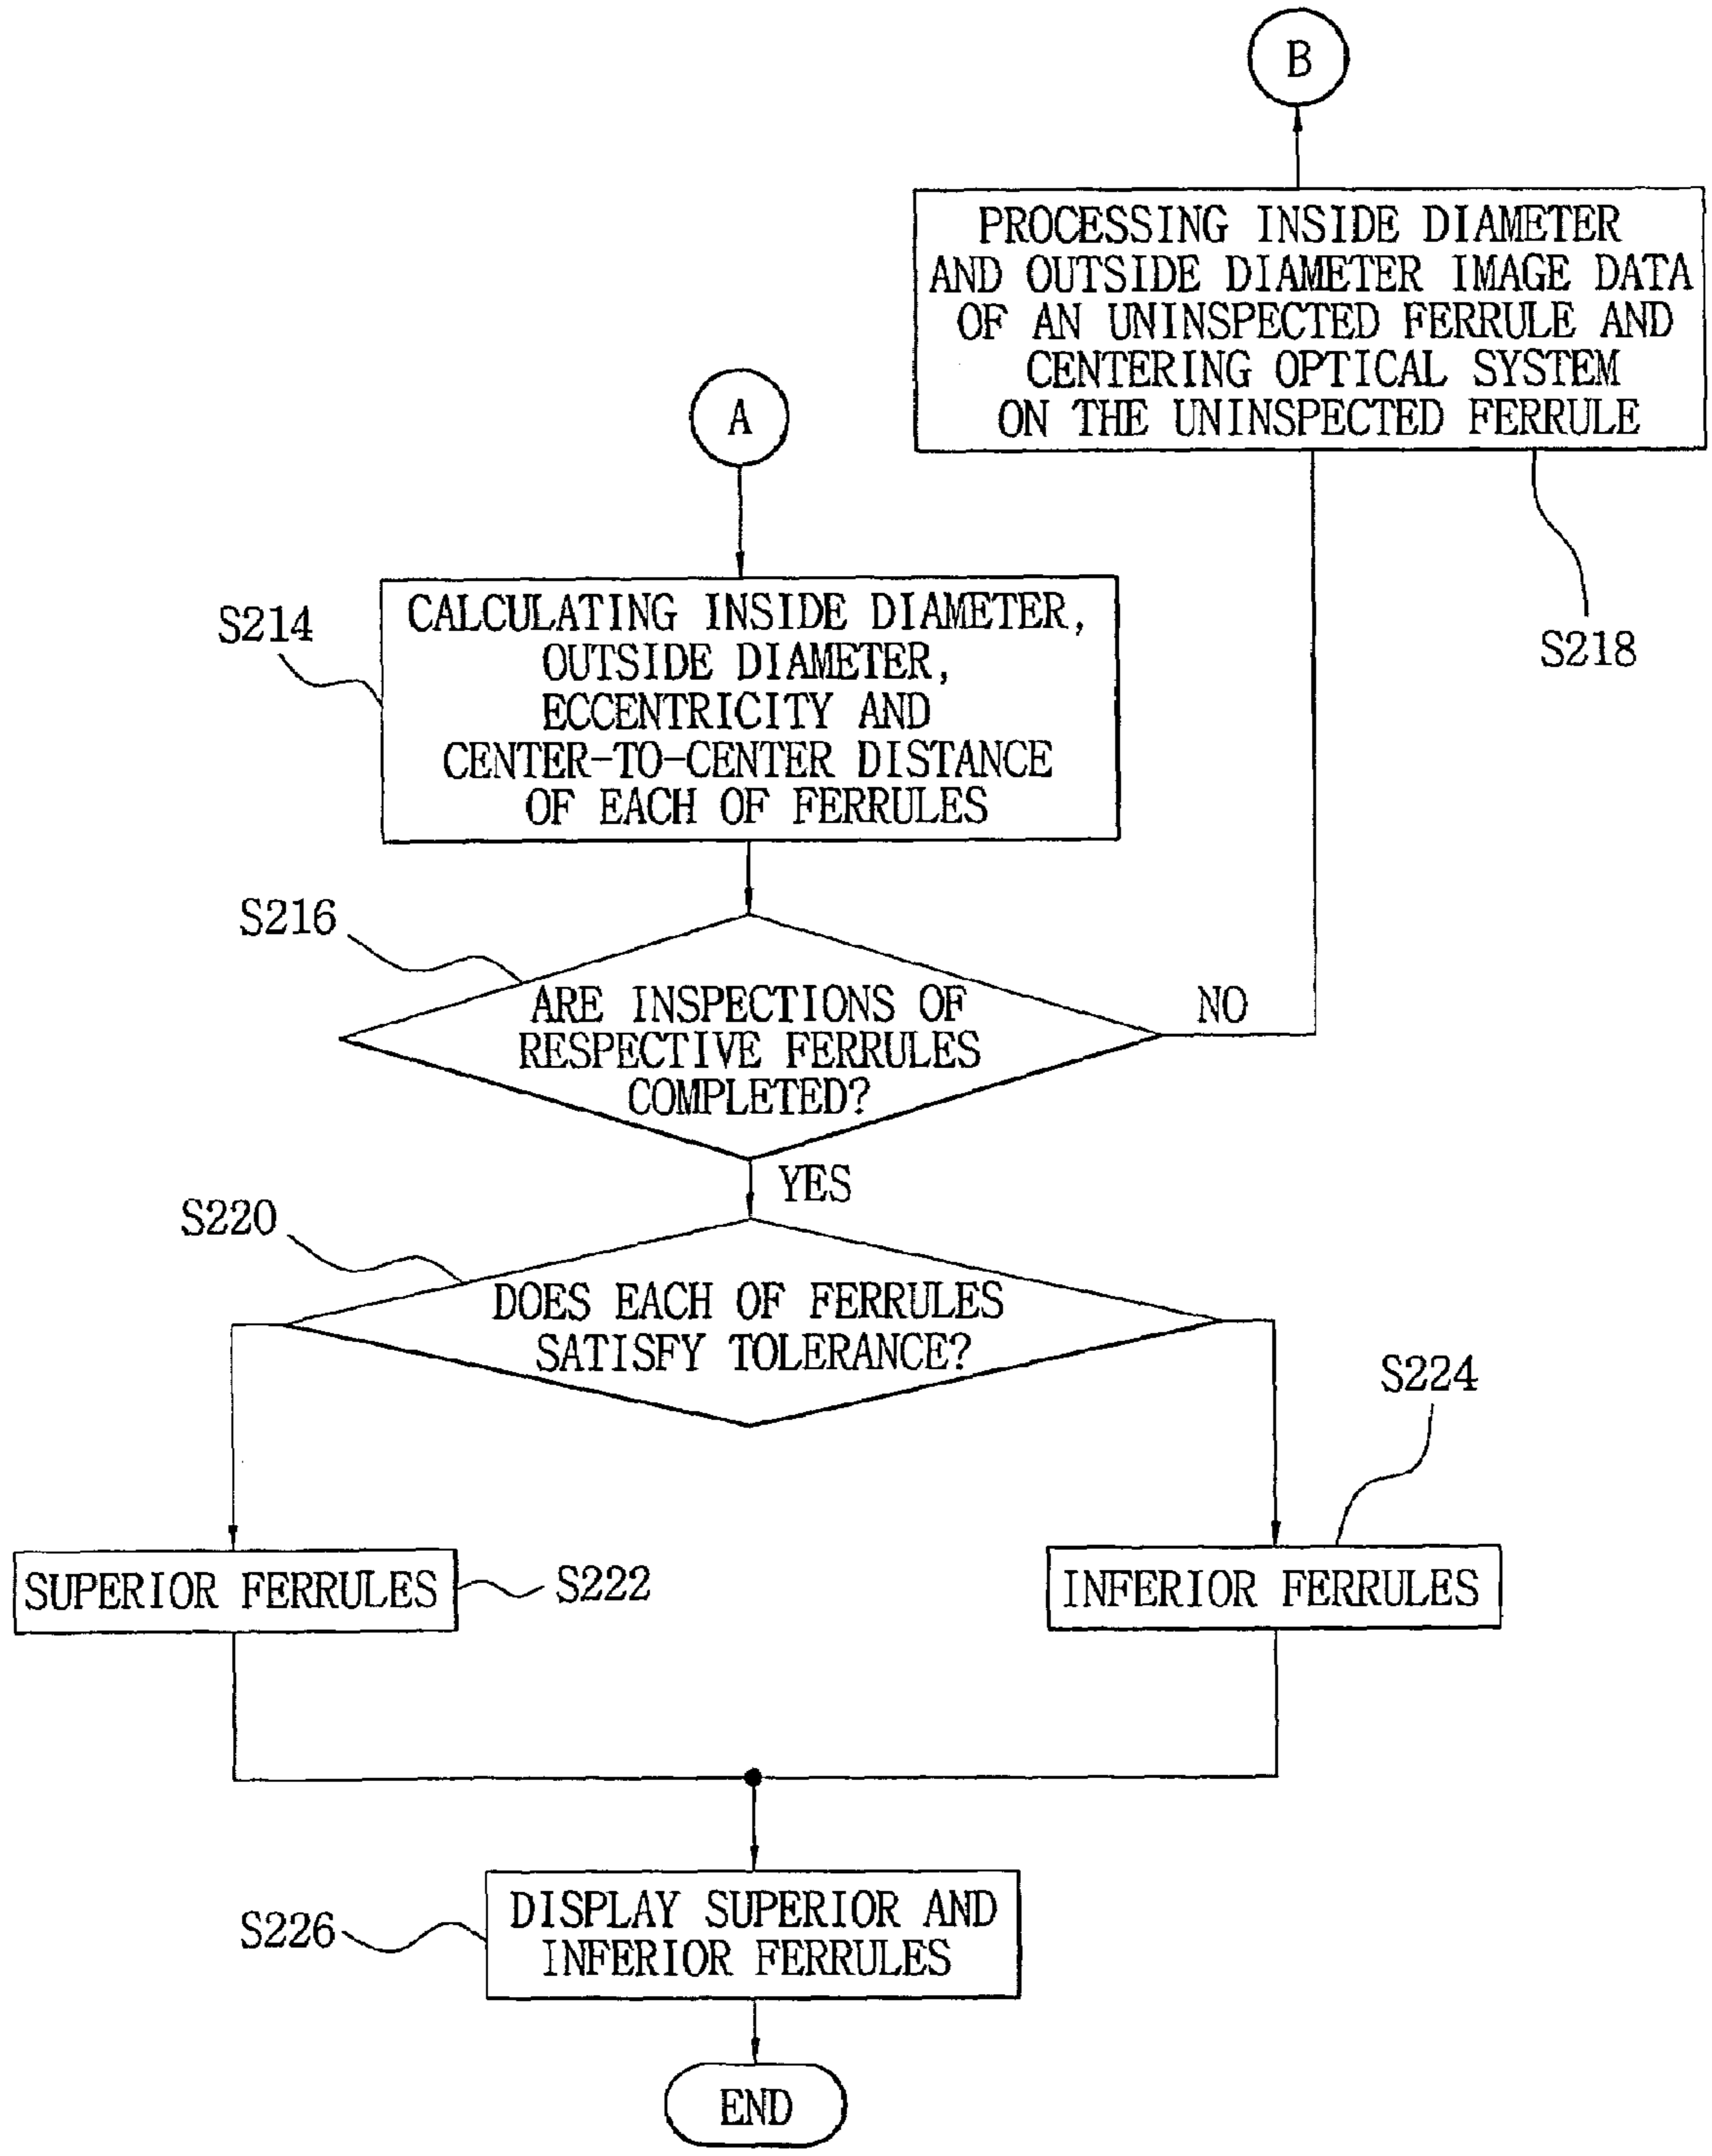 B
PROCESSING INSIDE DIAMETER
AND OUTSIDE DIAMETER IMAGE DATA
OF AN UNINSPECTED FERRULE AND
CENTERING OPTICAL SYSTEM
ON THE UNINSPECTED FERRULE
S218
A
S214
CALCULATING INSIDE DIAMETER,
OUTSIDE DIAMETER,
ECCENTRICITY AND
CENTER-TO-CENTER DISTANCE
OF EACH OF FERRULES
S216
ARE INSPECTIONS OF
RESPECTIVE FERRULES
COMPLETED?
NO
YES
S220
DOES EACH OF FERRULES
SATISFY TOLERANCE?
S224
SUPERIOR FERRULES
S222
INFERIOR FERRULES
S226
DISPLAY SUPERIOR AND
INFERIOR FERRULES
END